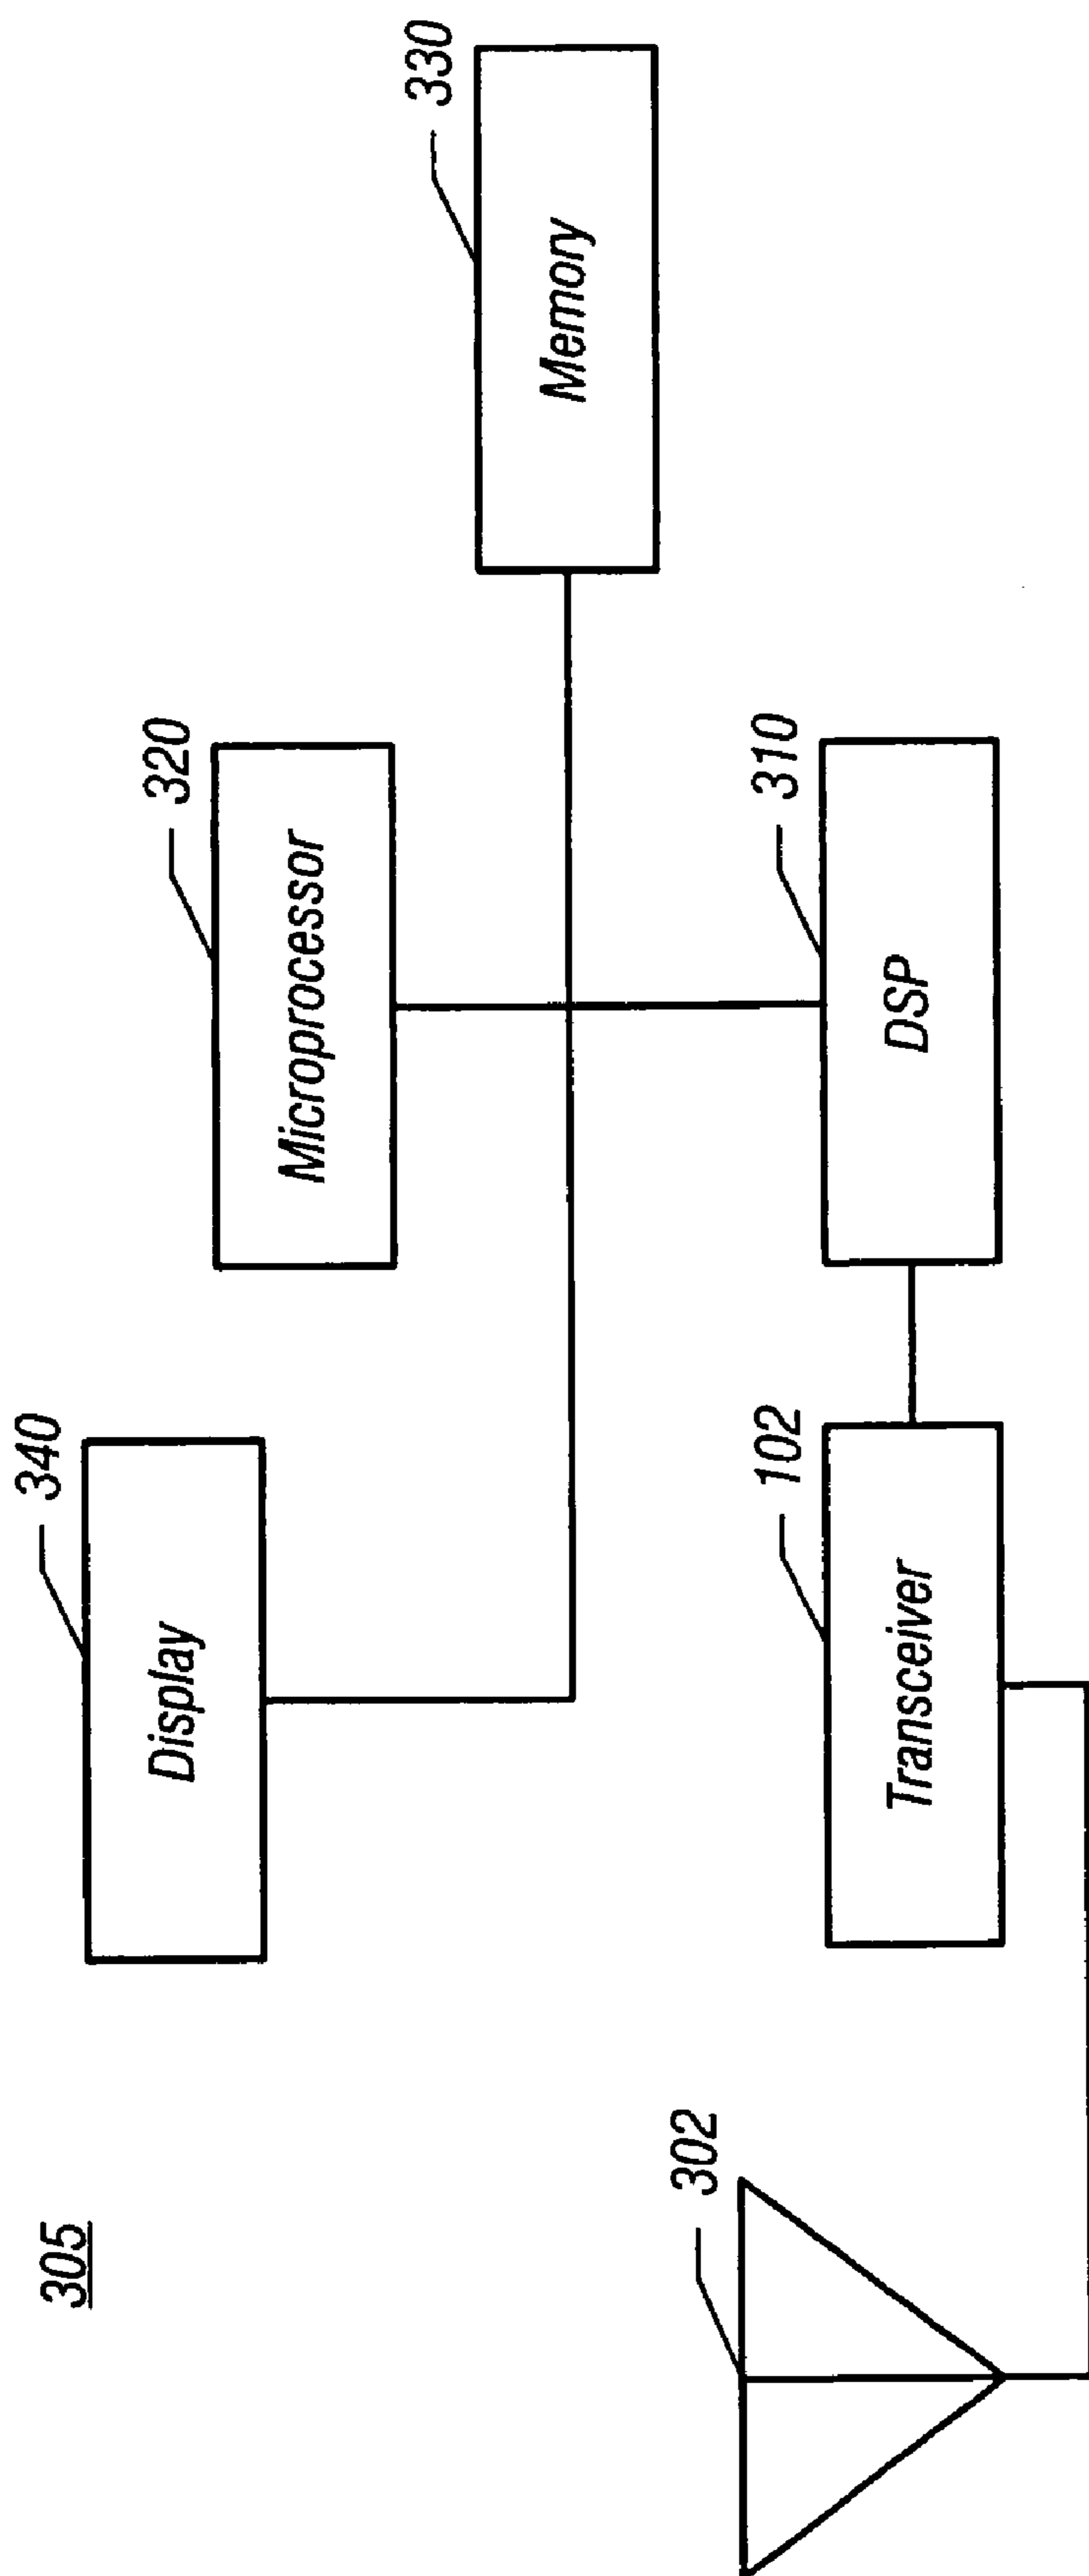 305
340
Display
320
Microprocessor
330
Memory
302
102
Transceiver
310
DSP